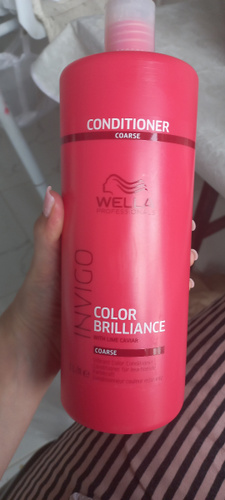 CONDITIONER
COARSE
WELLA
PROFESSIONALS
INVIGO
COLOR
BRILLIANCE
WITH LIME CAVIAR
COARSE